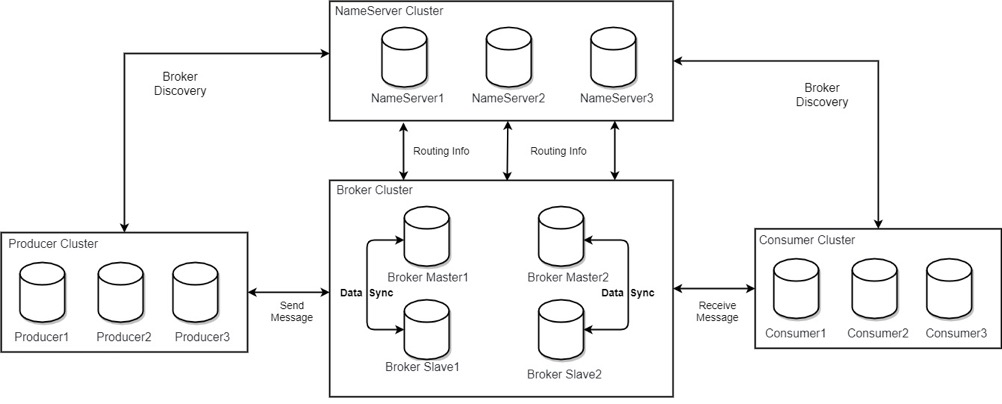 NameServer Cluster
NameServer1
NameServer2
NameServer3
Broker
Discovery
Broker
Discovery
Routing Info
Routing Info
Broker Cluster
Broker Master1
Broker Master2
Data Sync
Data Sync
Broker Slave1
Broker Slave2
Producer Cluster
Producer1
Producer2
Producer3
Send
Message
Receive
Message
Consumer Cluster
Consumer1
Consumer2
Consumer3